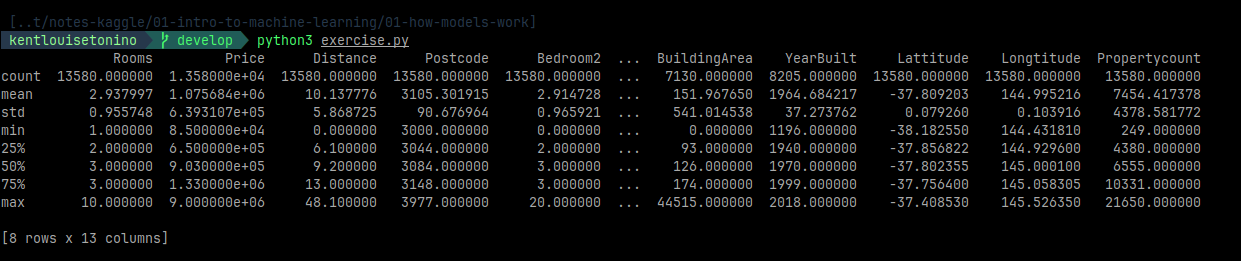 [..t/notes-kaggle/01-intro-to-machine-learning/01-how-models-work]
kentlouisetonino develop python3 exercise.py
Rooms Price Distance Postcode Bedroom2 ... BuildingArea YearBuilt Lattitude Longtitude Propertycount
count 13580.000000 1.358000e+04 13580.000000 13580.000000 13580.000000 ... 7130.000000 8205.000000 13580.000000 13580.000000 13580.000000
mean 2.937997 1.075684e+06 10.137776 3105.301915 2.914728 ... 151.967650 1964.684217 -37.809203 144.995216 7454.417378
std 0.955748 6.393107e+05 5.868725 90.676964 0.965921 ... 541.014538 37.273762 0.079260 0.103916 4378.581772
min 1.000000 8.500000e+04 0.000000 3000.000000 0.000000 ... 0.000000 1196.000000 -38.182550 144.431810 249.000000
25% 2.000000 6.500000e+05 6.100000 3044.000000 2.000000 ... 93.000000 1940.000000 -37.856822 144.929600 4380.000000
50% 3.000000 9.030000e+05 9.200000 3084.000000 3.000000 ... 126.000000 1970.000000 -37.802355 145.000100 6555.000000
75% 3.000000 1.330000e+06 13.000000 3148.000000 3.000000 ... 174.000000 1999.000000 -37.756400 145.058305 10331.000000
max 10.000000 9.000000e+06 48.100000 3977.000000 20.000000 ... 44515.000000 2018.000000 -37.408530 145.526350 21650.000000
[8 rows x 13 columns]